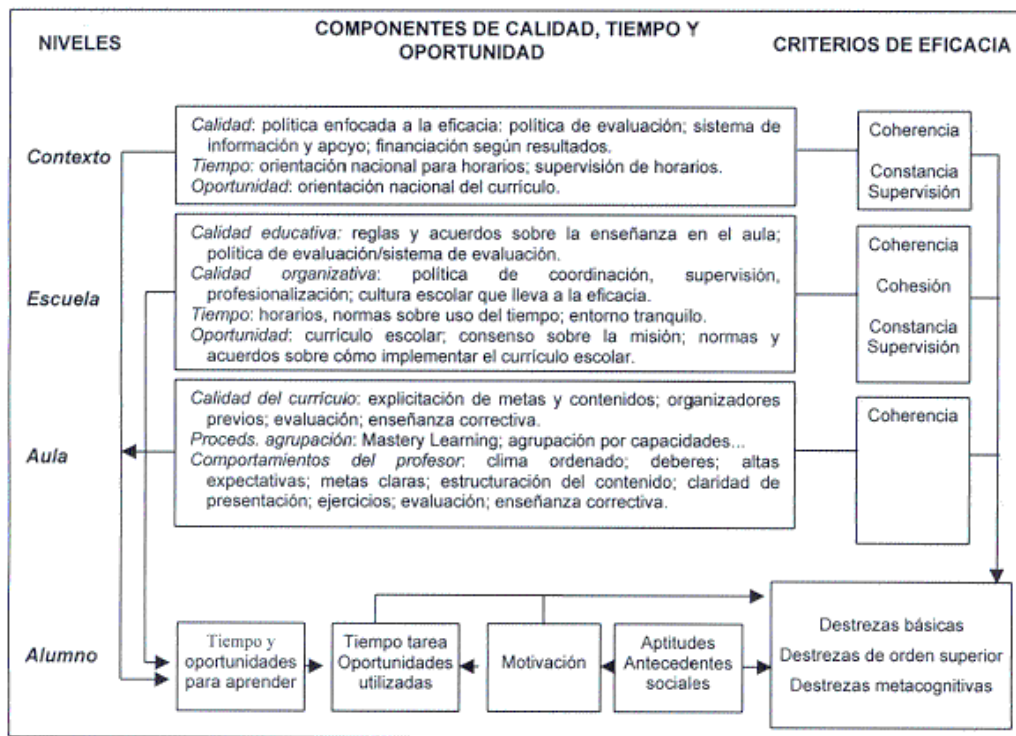 NIVELES
COMPONENTES DE CALIDAD, TIEMPO Y
OPORTUNIDAD
CRITERIOS DE EFICACIA
Contexto
Calidad: política enfocada a la eficacia: política de evaluación; sistema de
información y apoyo; financiación según resultados.
Tiempo: orientación nacional para horarios; supervisión de horarios.
Oportunidad: orientación nacional del currículo.
Coherencia
Constancia
Supervisión
Escuela
Calidad educativa: reglas y acuerdos sobre la enseñanza en el aula;
política de evaluación/sistema de evaluación.
Calidad organizativa: política de coordinación, supervisión,
profesionalización; cultura escolar que lleva a la eficacia.
Tiempo: horarios, normas sobre uso del tiempo; entorno tranquilo.
Oportunidad: currículo escolar; consenso sobre la misión; normas y
acuerdos sobre cómo implementar el currículo escolar.
Coherencia
Cohesión
Constancia
Supervisión
Aula
Calidad del currículo: explicitación de metas y contenidos; organizadores
previos; evaluación; enseñanza correctiva.
Proceds. agrupación: Mastery Learning; agrupación por capacidades...
Comportamientos del profesor: clima ordenado; deberes; altas
expectativas; metas claras; estructuración del contenido; claridad de
presentación; ejercicios; evaluación; enseñanza correctiva.
Coherencia
Alumno
Tiempo y
oportunidades
para aprender
Tiempo tarea
Oportunidades
utilizadas
Motivación
Aptitudes
Antecedentes
sociales
Destrezas básicas
Destrezas de orden superior
Destrezas metacognitivas